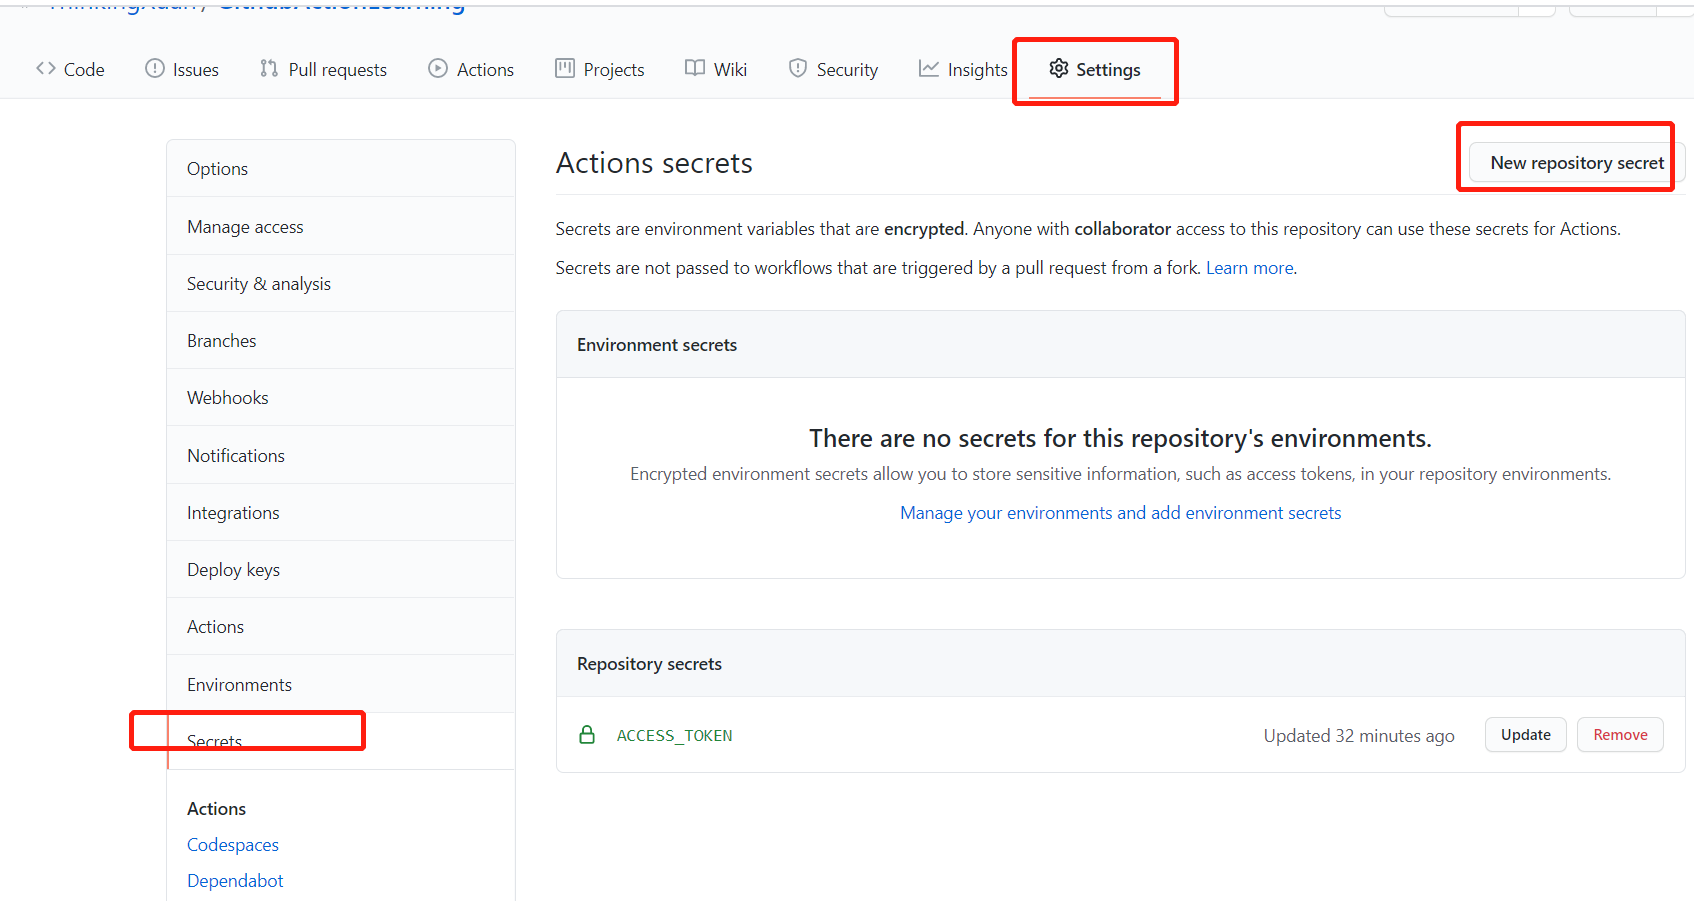 Code Issues Pull requests Actions Projects Wiki Security Insights Settings
Options
Manage access
Security & analysis
Branches
Webhooks
Notifications
Integrations
Deploy keys
Actions
Environments
Secrets
Actions
Codespaces
Dependabot
Actions secrets
New repository secret
Secrets are environment variables that are encrypted. Anyone with collaborator access to this repository can use these secrets for Actions.
Secrets are not passed to workflows that are triggered by a pull request from a fork. Learn more.
Environment secrets
There are no secrets for this repository's environments.
Encrypted environment secrets allow you to store sensitive information, such as access tokens, in your repository environments.
Manage your environments and add environment secrets
Repository secrets
ACCESS_TOKEN Updated 32 minutes ago Update Remove